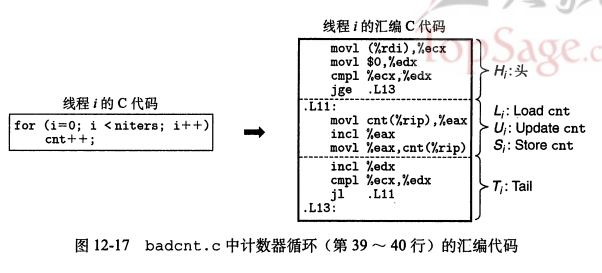 线程 i 的汇编 C 代码
movl (%rdi),%ecx
movl $0,%edx
cmpl %ecx,%edx
jge .L13
H_i: 头
线程 i 的 C 代码
for (i=0; i < niters; i++)
cnt++;
.L11:
movl cnt(%rip),%eax
incl %eax
movl %eax,cnt(%rip)
L_i: Load cnt
U_i: Update cnt
S_i: Store cnt
incl %edx
cmpl %ecx,%edx
jl .L11
.L13:
T_i: Tail
图 12-17 badcnt.c 中计数器循环（第 39 ～ 40 行）的汇编代码
TopSage.c